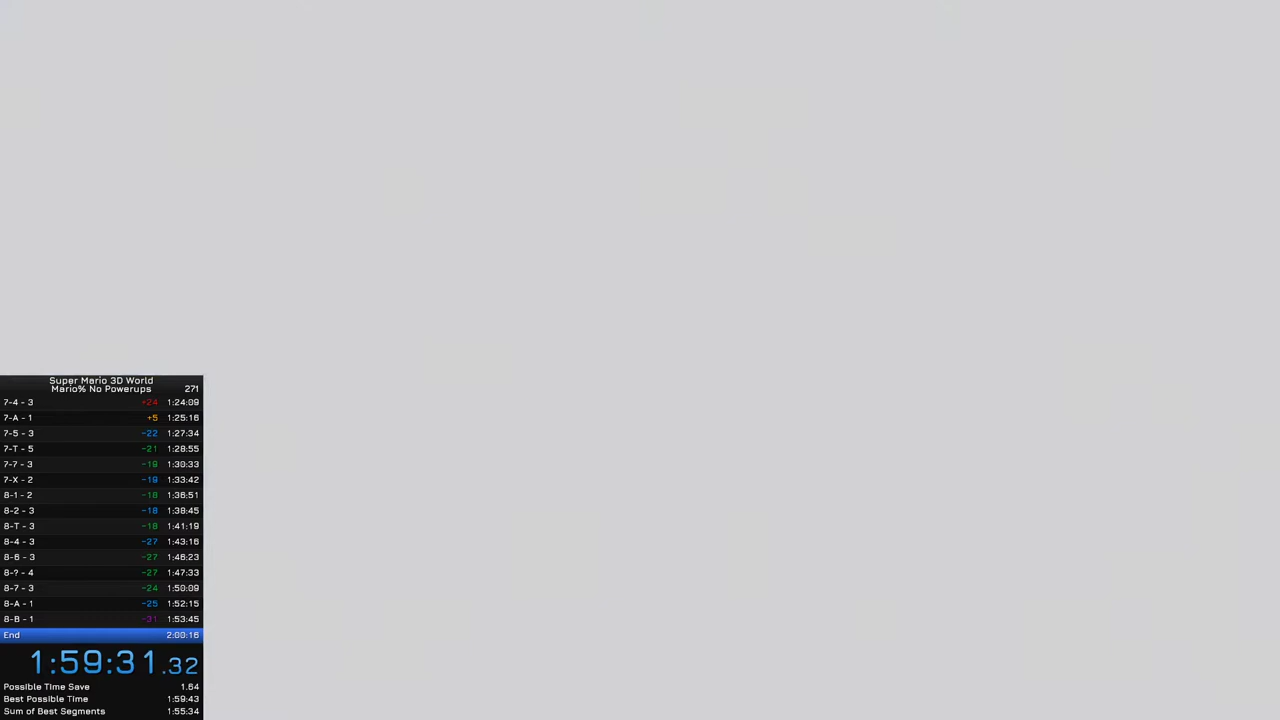 Super Mario 3D World
Mario% No Powerups 271
7-4 - 3 +24 1:24:09
7-A - 1 +5 1:25:16
7-5 - 3 -22 1:27:34
7-T - 5 -21 1:28:55
7-7 - 3 -19 1:30:33
7-X - 2 -19 1:33:42
8-1 - 2 -18 1:36:51
8-2 - 3 -18 1:38:45
8-T - 3 -18 1:41:19
8-4 - 3 -27 1:43:16
8-6 - 3 -27 1:46:23
8-? - 4 -27 1:47:33
8-7 - 3 -24 1:50:09
8-A - 1 -25 1:52:15
8-B - 1 -31 1:53:45
End 2:00:16
1:59:31.32
Possible Time Save 1.64
Best Possible Time 1:59:43
Sum of Best Segments 1:55:34